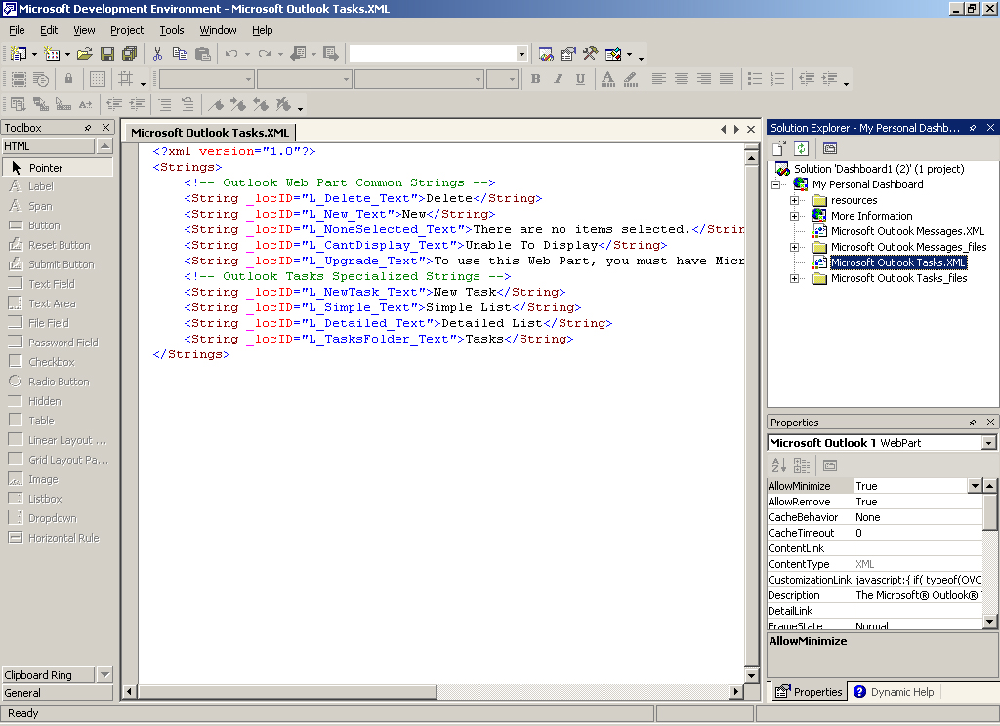 Microsoft Development Environment - Microsoft Outlook Tasks.XML
File Edit View Project Tools Window Help
Toolbox
HTML
Pointer
Label
Span
Button
Reset Button
Submit Button
Text Field
Text Area
File Field
Password Field
Checkbox
Radio Button
Hidden
Table
Linear Layout ...
Grid Layout Pa...
Image
Listbox
Dropdown
Horizontal Rule
Clipboard Ring
General
Microsoft Outlook Tasks.XML
<?xml version="1.0"?>
<Strings>
<!-- Outlook Web Part Common Strings -->
<String _locID="L_Delete_Text">Delete</String>
<String _locID="L_New_Text">New</String>
<String _locID="L_NoneSelected_Text">There are no items selected.</Strin
<String _locID="L_CantDisplay_Text">Unable To Display</String>
<String _locID="L_Upgrade_Text">To use this Web Part, you must have Micr
<!-- Outlook Tasks Specialized Strings -->
<String _locID="L_NewTask_Text">New Task</String>
<String _locID="L_Simple_Text">Simple List</String>
<String _locID="L_Detailed_Text">Detailed List</String>
<String _locID="L_TasksFolder_Text">Tasks</String>
</Strings>
Solution Explorer - My Personal Dashb...
Solution 'Dashboard1 (2)' (1 project)
My Personal Dashboard
resources
More Information
Microsoft Outlook Messages.XML
Microsoft Outlook Messages_files
Microsoft Outlook Tasks.XML
Microsoft Outlook Tasks_files
Properties
Microsoft Outlook T WebPart
AllowMinimize True
AllowRemove True
CacheBehavior None
CacheTimeout 0
ContentLink
ContentType XML
CustomizationLink javascript:{ if( typeof(OVC
Description The Microsoft® Outlook®
DetailLink
FrameState Normal
AllowMinimize
Properties Dynamic Help
Ready